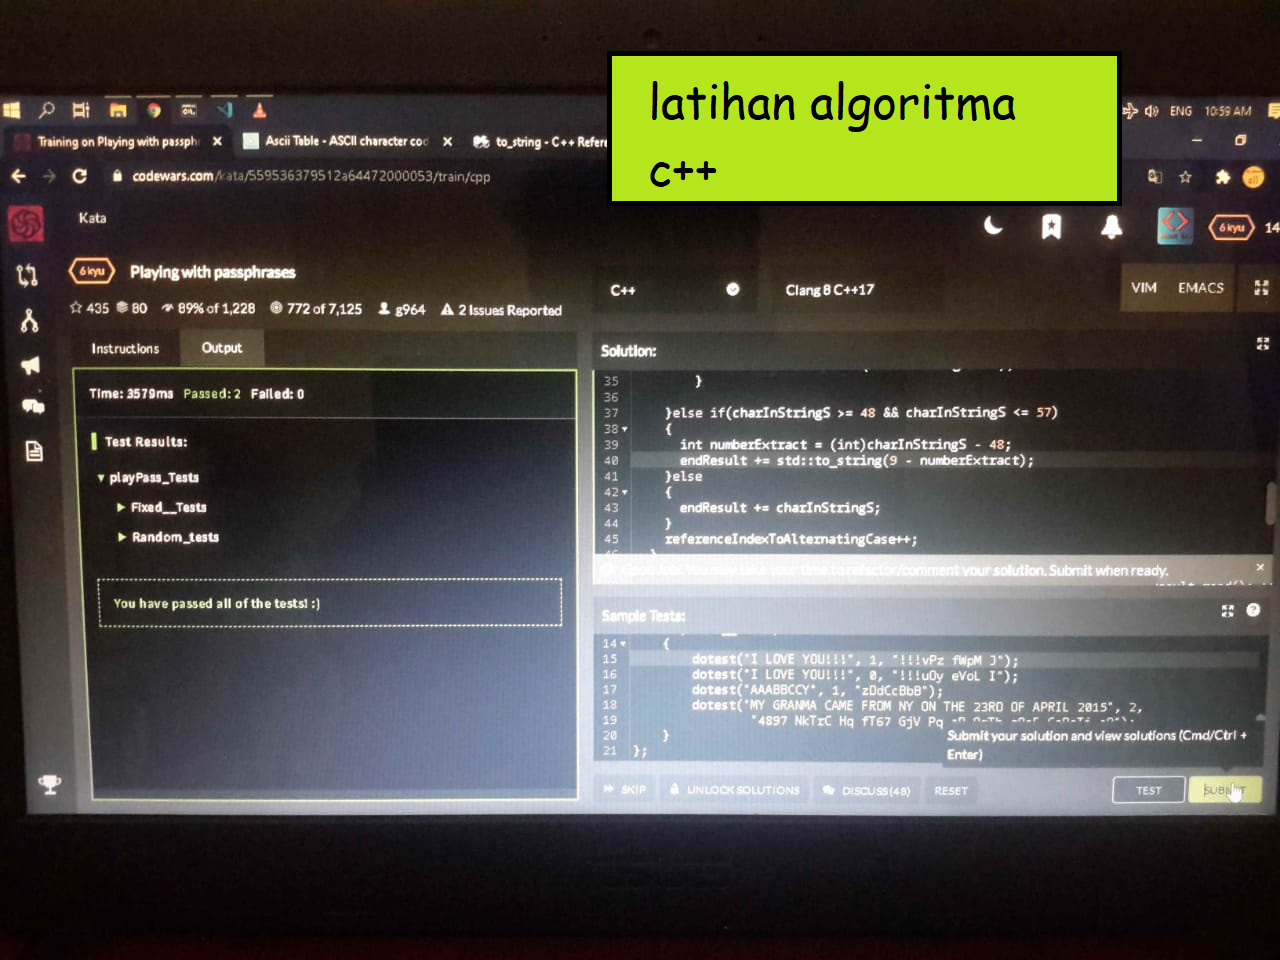 latihan algoritma
c++
ENG 10:59 AM
Training on Playing with passph
Ascii Table - ASCII character coc
to_string - C++ Refere
codewars.com/kata/559536379512a64472000053/train/cpp
Kata
6 kyu
14
6 kyu Playing with passphrases
435 80 89% of 1,228 772 of 7,125 g964 2 Issues Reported
C++
Clang 8 C++17
VIM EMACS
Instructions Output
Time: 3579ms Passed: 2 Failed: 0
Test Results:
playPass_Tests
Fixed__Tests
Random_tests
You have passed all of the tests! :)
Solution:
35 }
36
37 }else if(charInStringS >= 48 && charInStringS <= 57)
38 {
39 int numberExtract = (int)charInStringS - 48;
40 endResult += std::to_string(9 - numberExtract);
41 }else
42 {
43 endResult += charInStringS;
44 }
45 referenceIndexToAlternatingCase++;
Good Job! You may take your time to refactor/comment your solution. Submit when ready.
Sample Tests:
14 {
15 dotest("I LOVE YOU!!!", 1, "!!!vPz fWpM J");
16 dotest("I LOVE YOU!!!", 0, "!!!uOy eVoL I");
17 dotest("AAABBCCY", 1, "zDdCcBbB");
18 dotest("MY GRANMA CAME FROM NY ON THE 23RD OF APRIL 2015", 2,
19 "4897 NkTrC Hq fT67 GjV Pq
20 }
21 };
Submit your solution and view solutions (Cmd/Ctrl +
Enter)
SKIP UNLOCK SOLUTIONS DISCUSS (48) RESET TEST SUBMIT